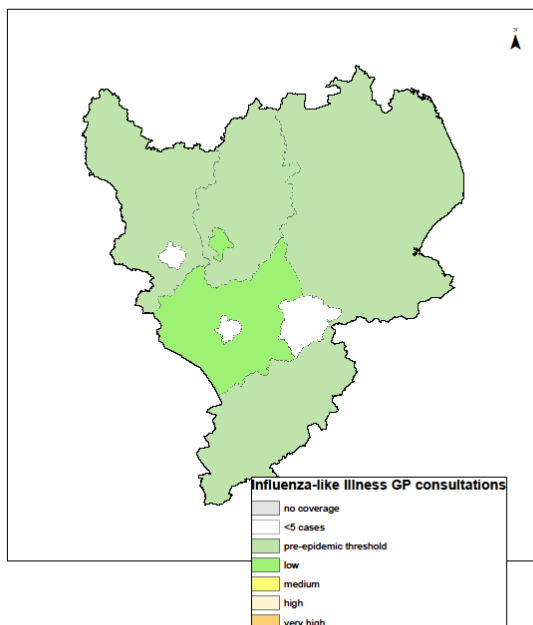 Influenza-like Illness GP consultations
no coverage
<5 cases
pre-epidemic threshold
low
medium
high
very high